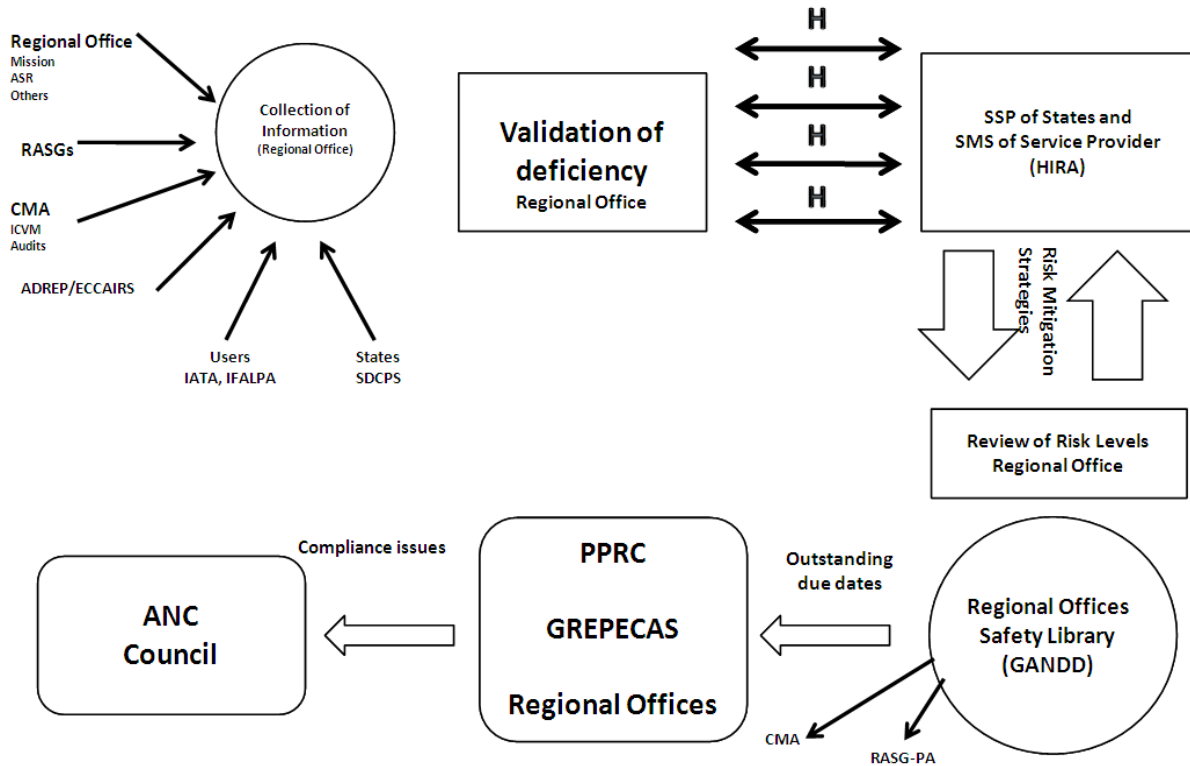 Regional Office
Mission
ASR
Others
RASGs
CMA
ICVM
Audits
ADREP/ECCAIRS
Users
IATA, IFALPA
States
SDCPS
Collection of
Information
(Regional Office)
Validation of
deficiency
Regional Office
H
H
H
H
SSP of States and
SMS of Service Provider
(HIRA)
Risk Mitigation
Strategies
Review of Risk Levels
Regional Office
Regional Offices
Safety Library
(GANDD)
CMA
RASG-PA
Outstanding
due dates
PPRC
GREPECAS
Regional Offices
Compliance issues
ANC
Council